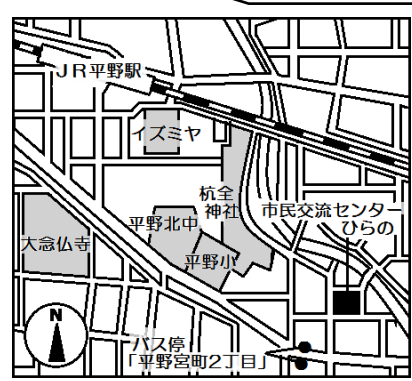 JR平野駅
イズミヤ
杭全
神社
市民交流センター
ひらの
平野北中
大念仏寺
平野小
N
バス停
「平野宮町2丁目」